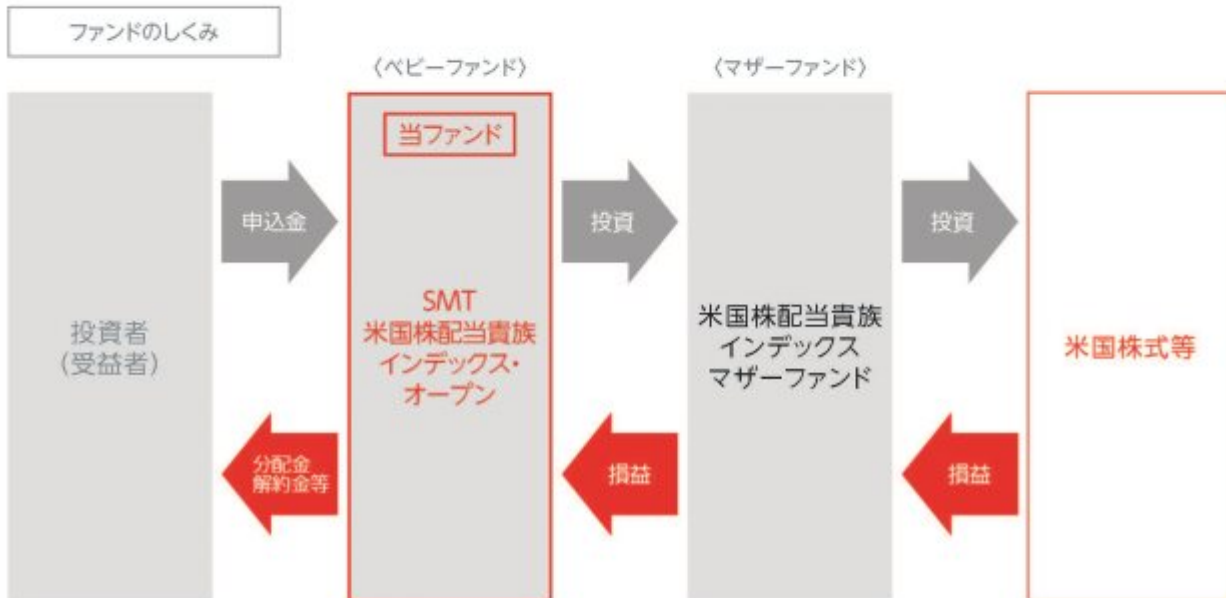 ファンドのしくみ
〈ベビーファンド〉
〈マザーファンド〉
当ファンド
申込金
投資
投資
投資者
(受益者)
SMT
米国株配当貴族
インデックス・
オープン
米国株配当貴族
インデックス
マザーファンド
米国株式等
分配金
解約金等
損益
損益